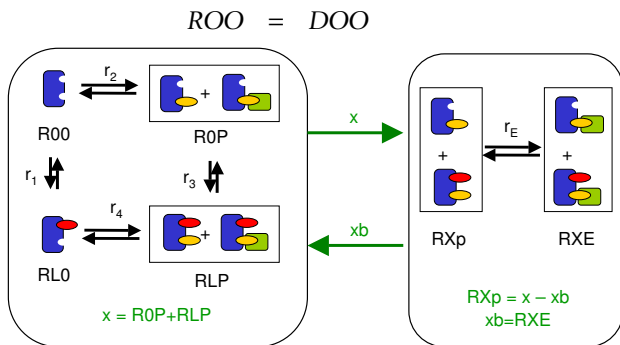 ROO = DOO
r2
R00
+
R0P
r1
r3
r4
RL0
+
RLP
x = R0P+RLP
x
xb
+
RXp
rE
+
RXE
RXp = x – xb
xb=RXE